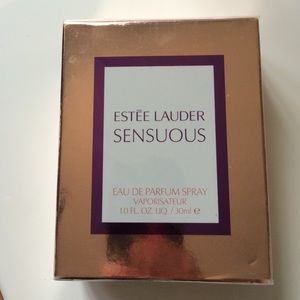 ESTĒE LAUDER
SENSUOUS
EAU DE PARFUM SPRAY
VAPORISATEUR
1.0 FL. OZ. LIQ. / 30ml ℮